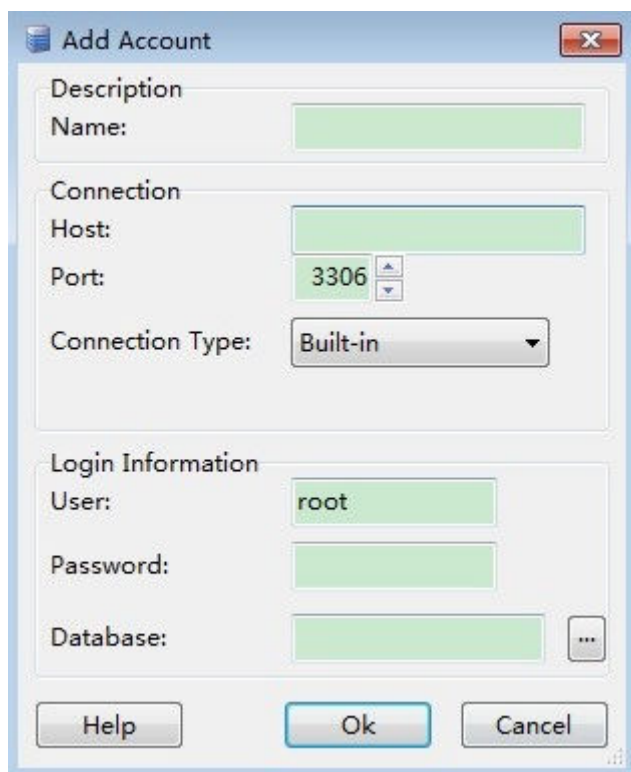 Add Account
Description
Name:
Connection
Host:
Port: 3306
Connection Type: Built-in
Login Information
User: root
Password:
Database: ...
Help Ok Cancel